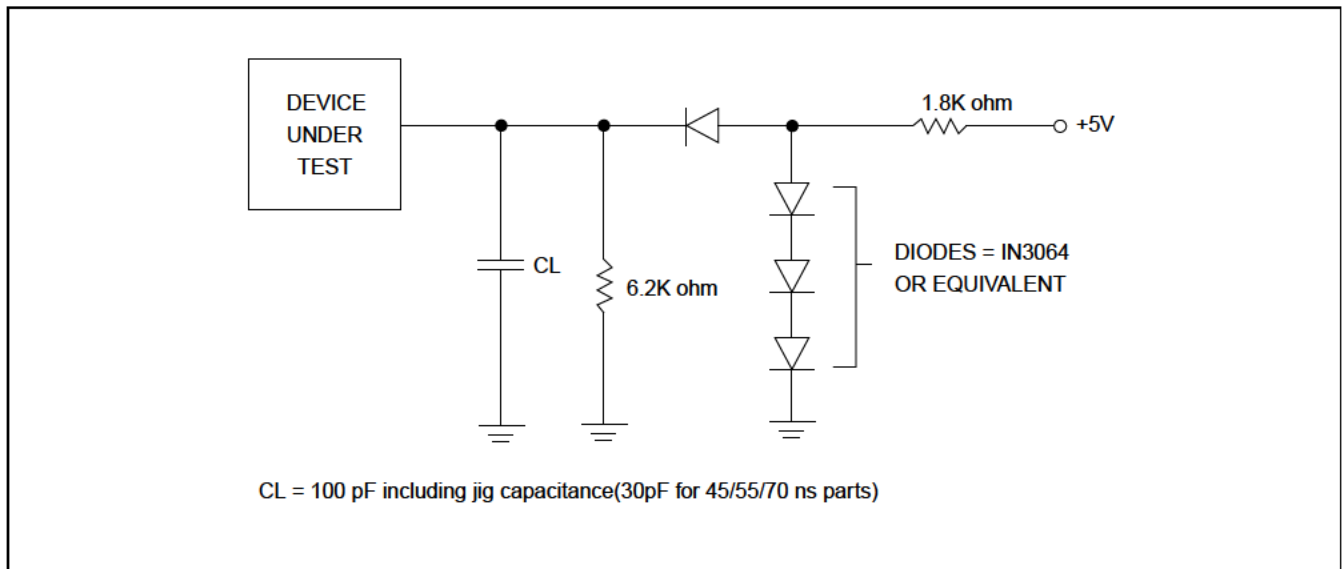 DEVICE
UNDER
TEST
1.8K ohm
+5V
CL
6.2K ohm
DIODES = IN3064
OR EQUIVALENT
CL = 100 pF including jig capacitance(30pF for 45/55/70 ns parts)